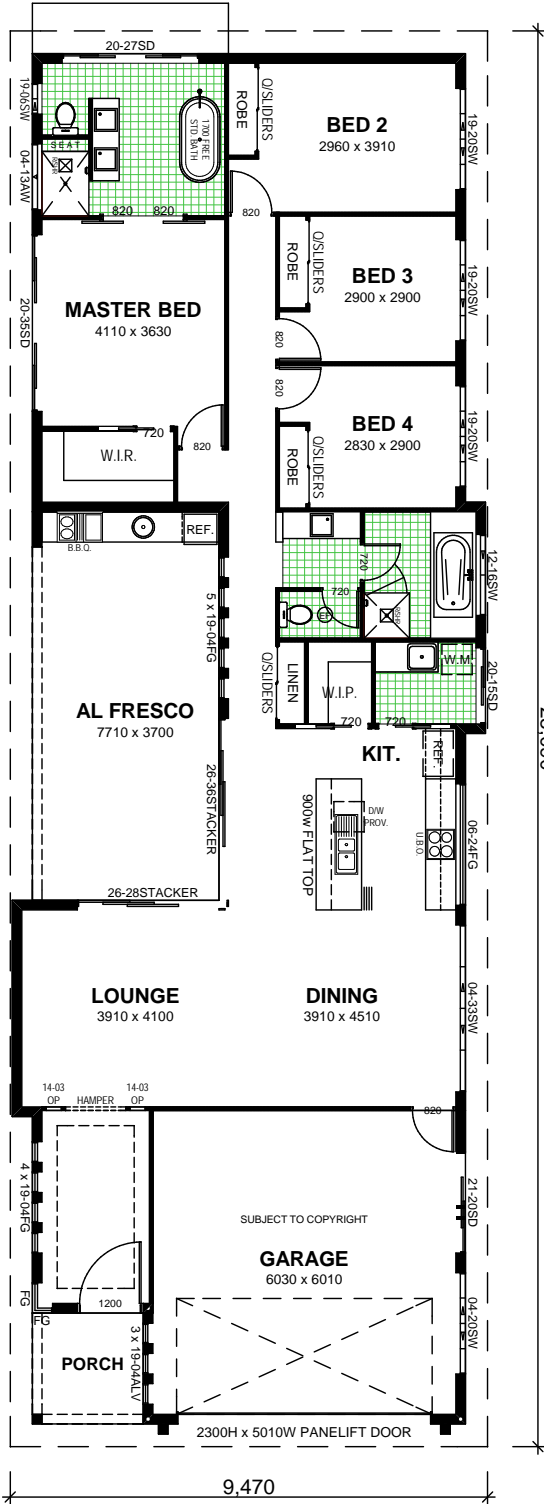 20-27SD
19-06SW
1700 FREE
STD. BATH
ROBE
Q/SLIDERS
BED 2
2960 x 3910
19-20SW
SEAT
RSHR
04-13AW
820
820
820
20-35SD
MASTER BED
4110 x 3630
ROBE
Q/SLIDERS
BED 3
2900 x 2900
19-20SW
820
820
BED 4
2830 x 2900
19-20SW
720
W.I.R.
820
ROBE
Q/SLIDERS
B.B.Q.
REF.
5 x 19-04FG
720
12-16SW
720
RSHR
Q/SLIDERS
LINEN
W.I.P.
W.M.
20-15SD
AL FRESCO
7710 x 3700
720
720
KIT.
REF.
26-36STACKER
900w FLAT TOP
D/W
PROV.
U.B.O.
06-24FG
26-28STACKER
LOUNGE
3910 x 4100
DINING
3910 x 4510
04-33SW
14-03
OP
HAMPER
14-03
OP
820
4 x 19-04FG
21-20SD
SUBJECT TO COPYRIGHT
GARAGE
6030 x 6010
FG
1200
04-20SW
FG
PORCH
3 x 19-04ALV
2300H x 5010W PANELIFT DOOR
9,470